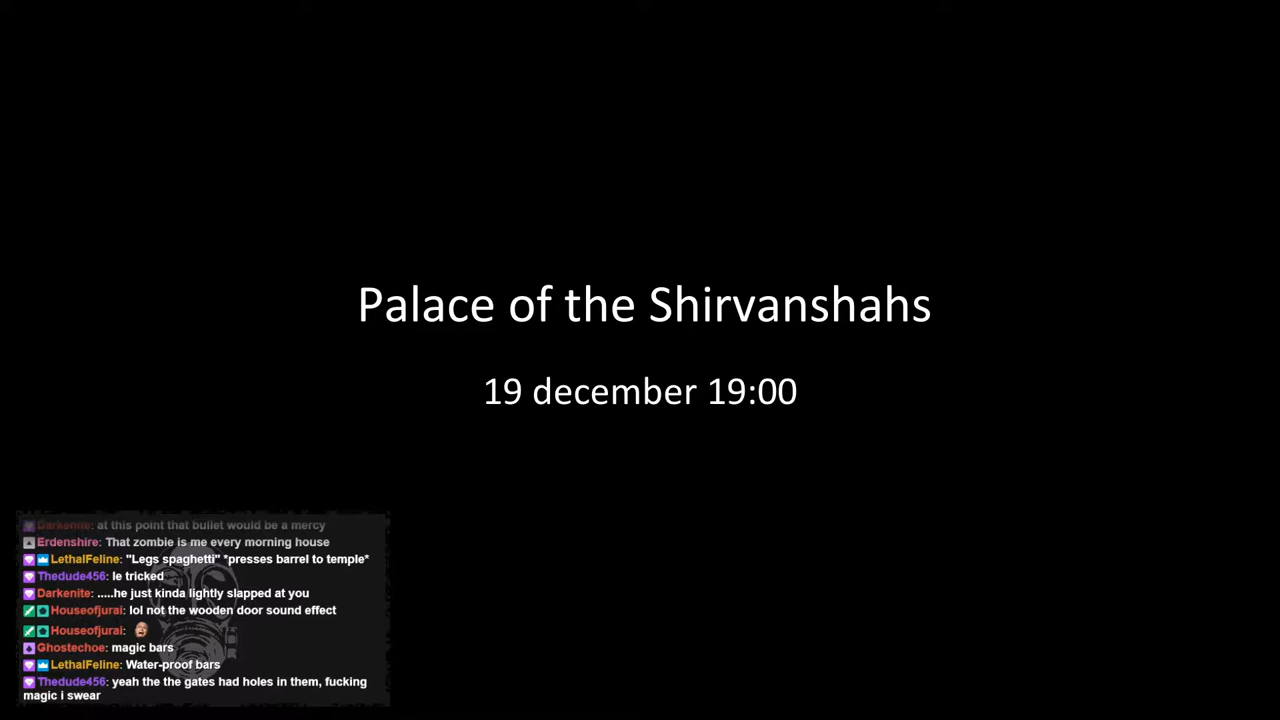 Palace of the Shirvanshahs
19 december 19:00
Darkenite: at this point that bullet would be a mercy
Erdenshire: That zombie is me every morning house
LethalFeline: "Legs spaghetti" *presses barrel to temple*
Thedude456: le tricked
Darkenite: .....he just kinda lightly slapped at you
Houseofjurai: lol not the wooden door sound effect
Houseofjurai:
Ghostechoe: magic bars
LethalFeline: Water-proof bars
Thedude456: yeah the the gates had holes in them, fucking
magic i swear